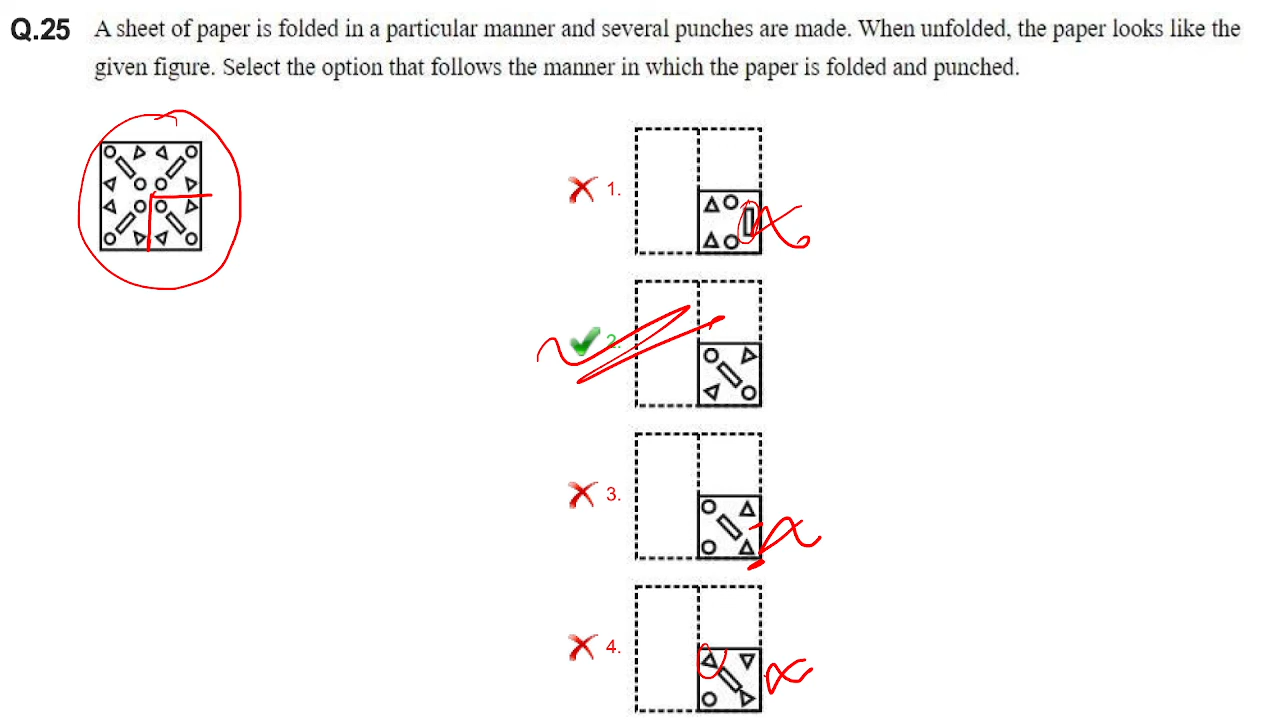 Q.25 A sheet of paper is folded in a particular manner and several punches are made. When unfolded, the paper looks like the
given figure. Select the option that follows the manner in which the paper is folded and punched.
1.
2.
3.
4.